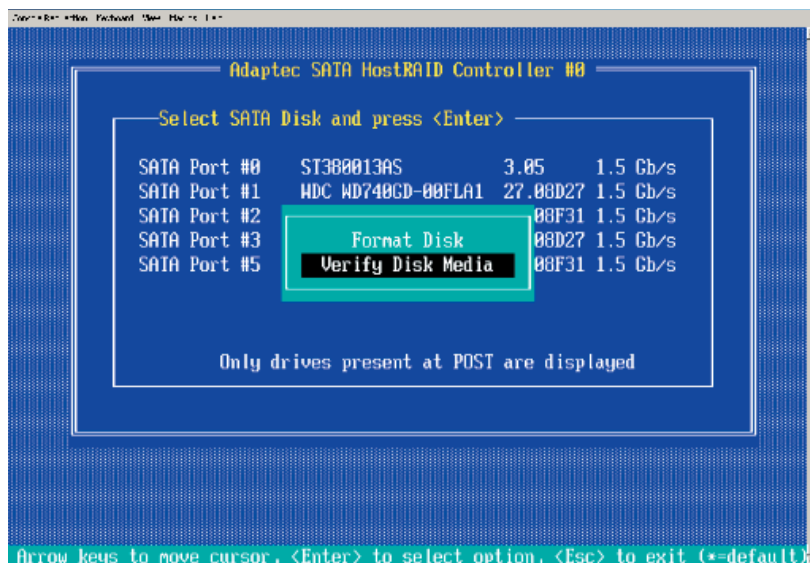 Adaptec SATA HostRAID Controller #0
Select SATA Disk and press <Enter>
SATA Port #0 ST380013AS 3.05 1.5 Gb/s
SATA Port #1 WDC WD740GD-00FLA1 27.08D27 1.5 Gb/s
SATA Port #2 08F31 1.5 Gb/s
SATA Port #3 08D27 1.5 Gb/s
SATA Port #5 08F31 1.5 Gb/s
Format Disk
Verify Disk Media
Only drives present at POST are displayed
Arrow keys to move cursor, <Enter> to select option, <Esc> to exit (*=default)